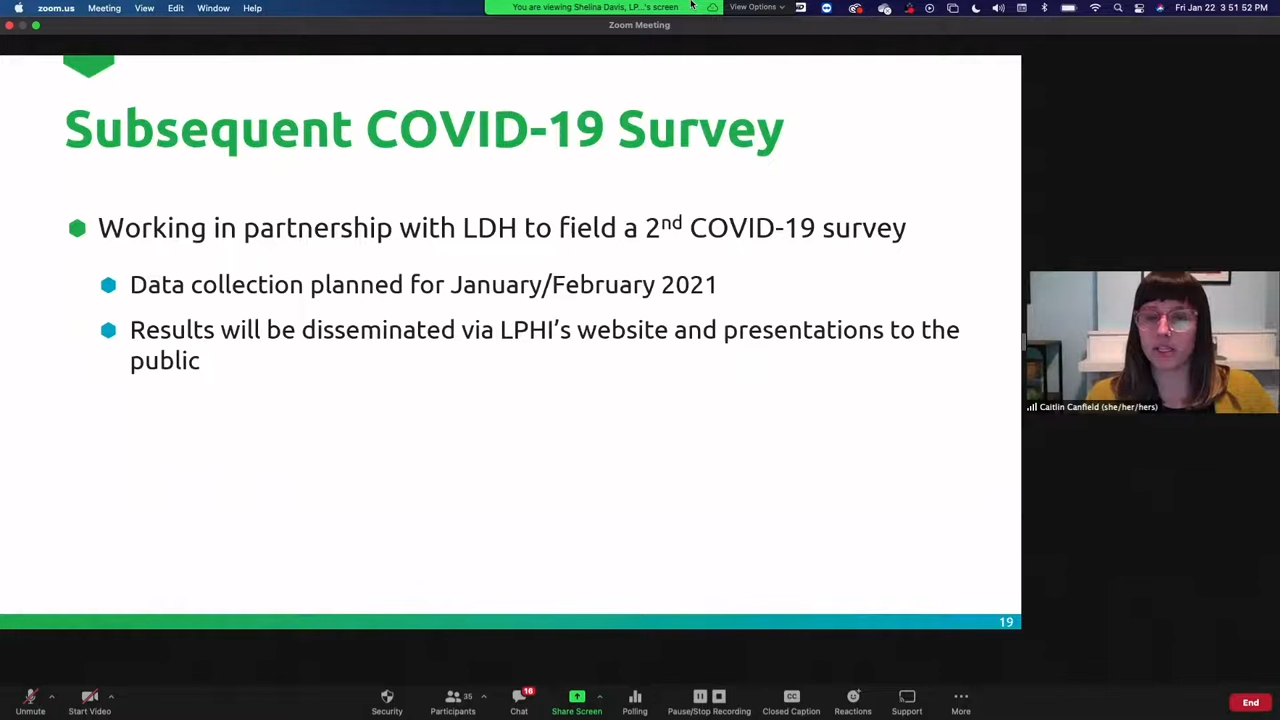 zoom.us Meeting View Edit Window Help
You are viewing Shelina Davis, LP...'s screen
View Options
Fri Jan 22 3:51:52 PM
Zoom Meeting
Subsequent COVID-19 Survey
Working in partnership with LDH to field a 2nd COVID-19 survey
Data collection planned for January/February 2021
Results will be disseminated via LPHI's website and presentations to the
public
Caitlin Canfield (she/her/hers)
19
35
16
CC
Unmute Start Video Security Participants Chat Share Screen Polling Pause/Stop Recording Closed Caption Reactions Support More End